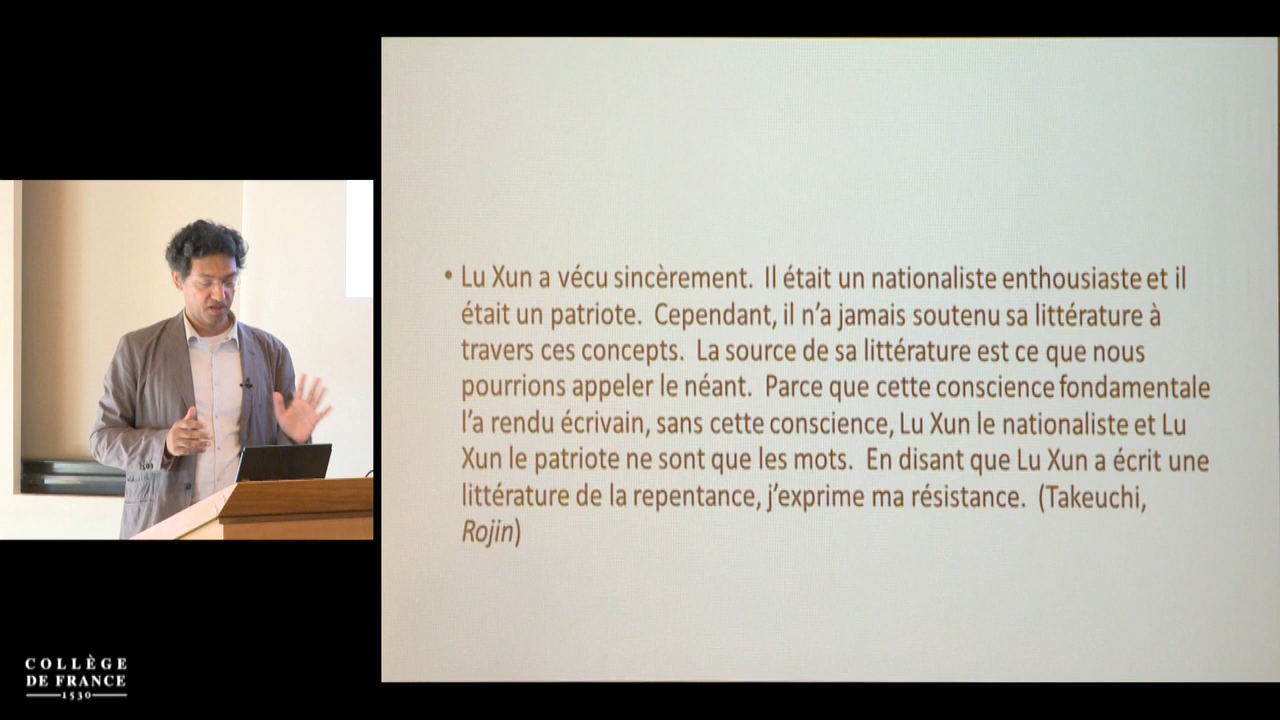 • Lu Xun a vécu sincèrement. Il était un nationaliste enthousiaste et il
était un patriote. Cependant, il n'a jamais soutenu sa littérature à
travers ces concepts. La source de sa littérature est ce que nous
pourrions appeler le néant. Parce que cette conscience fondamentale
l'a rendu écrivain, sans cette conscience, Lu Xun le nationaliste et Lu
Xun le patriote ne sont que les mots. En disant que Lu Xun a écrit une
littérature de la repentance, j'exprime ma résistance. (Takeuchi,
Rojin)
COLLÈGE
DE FRANCE
1530